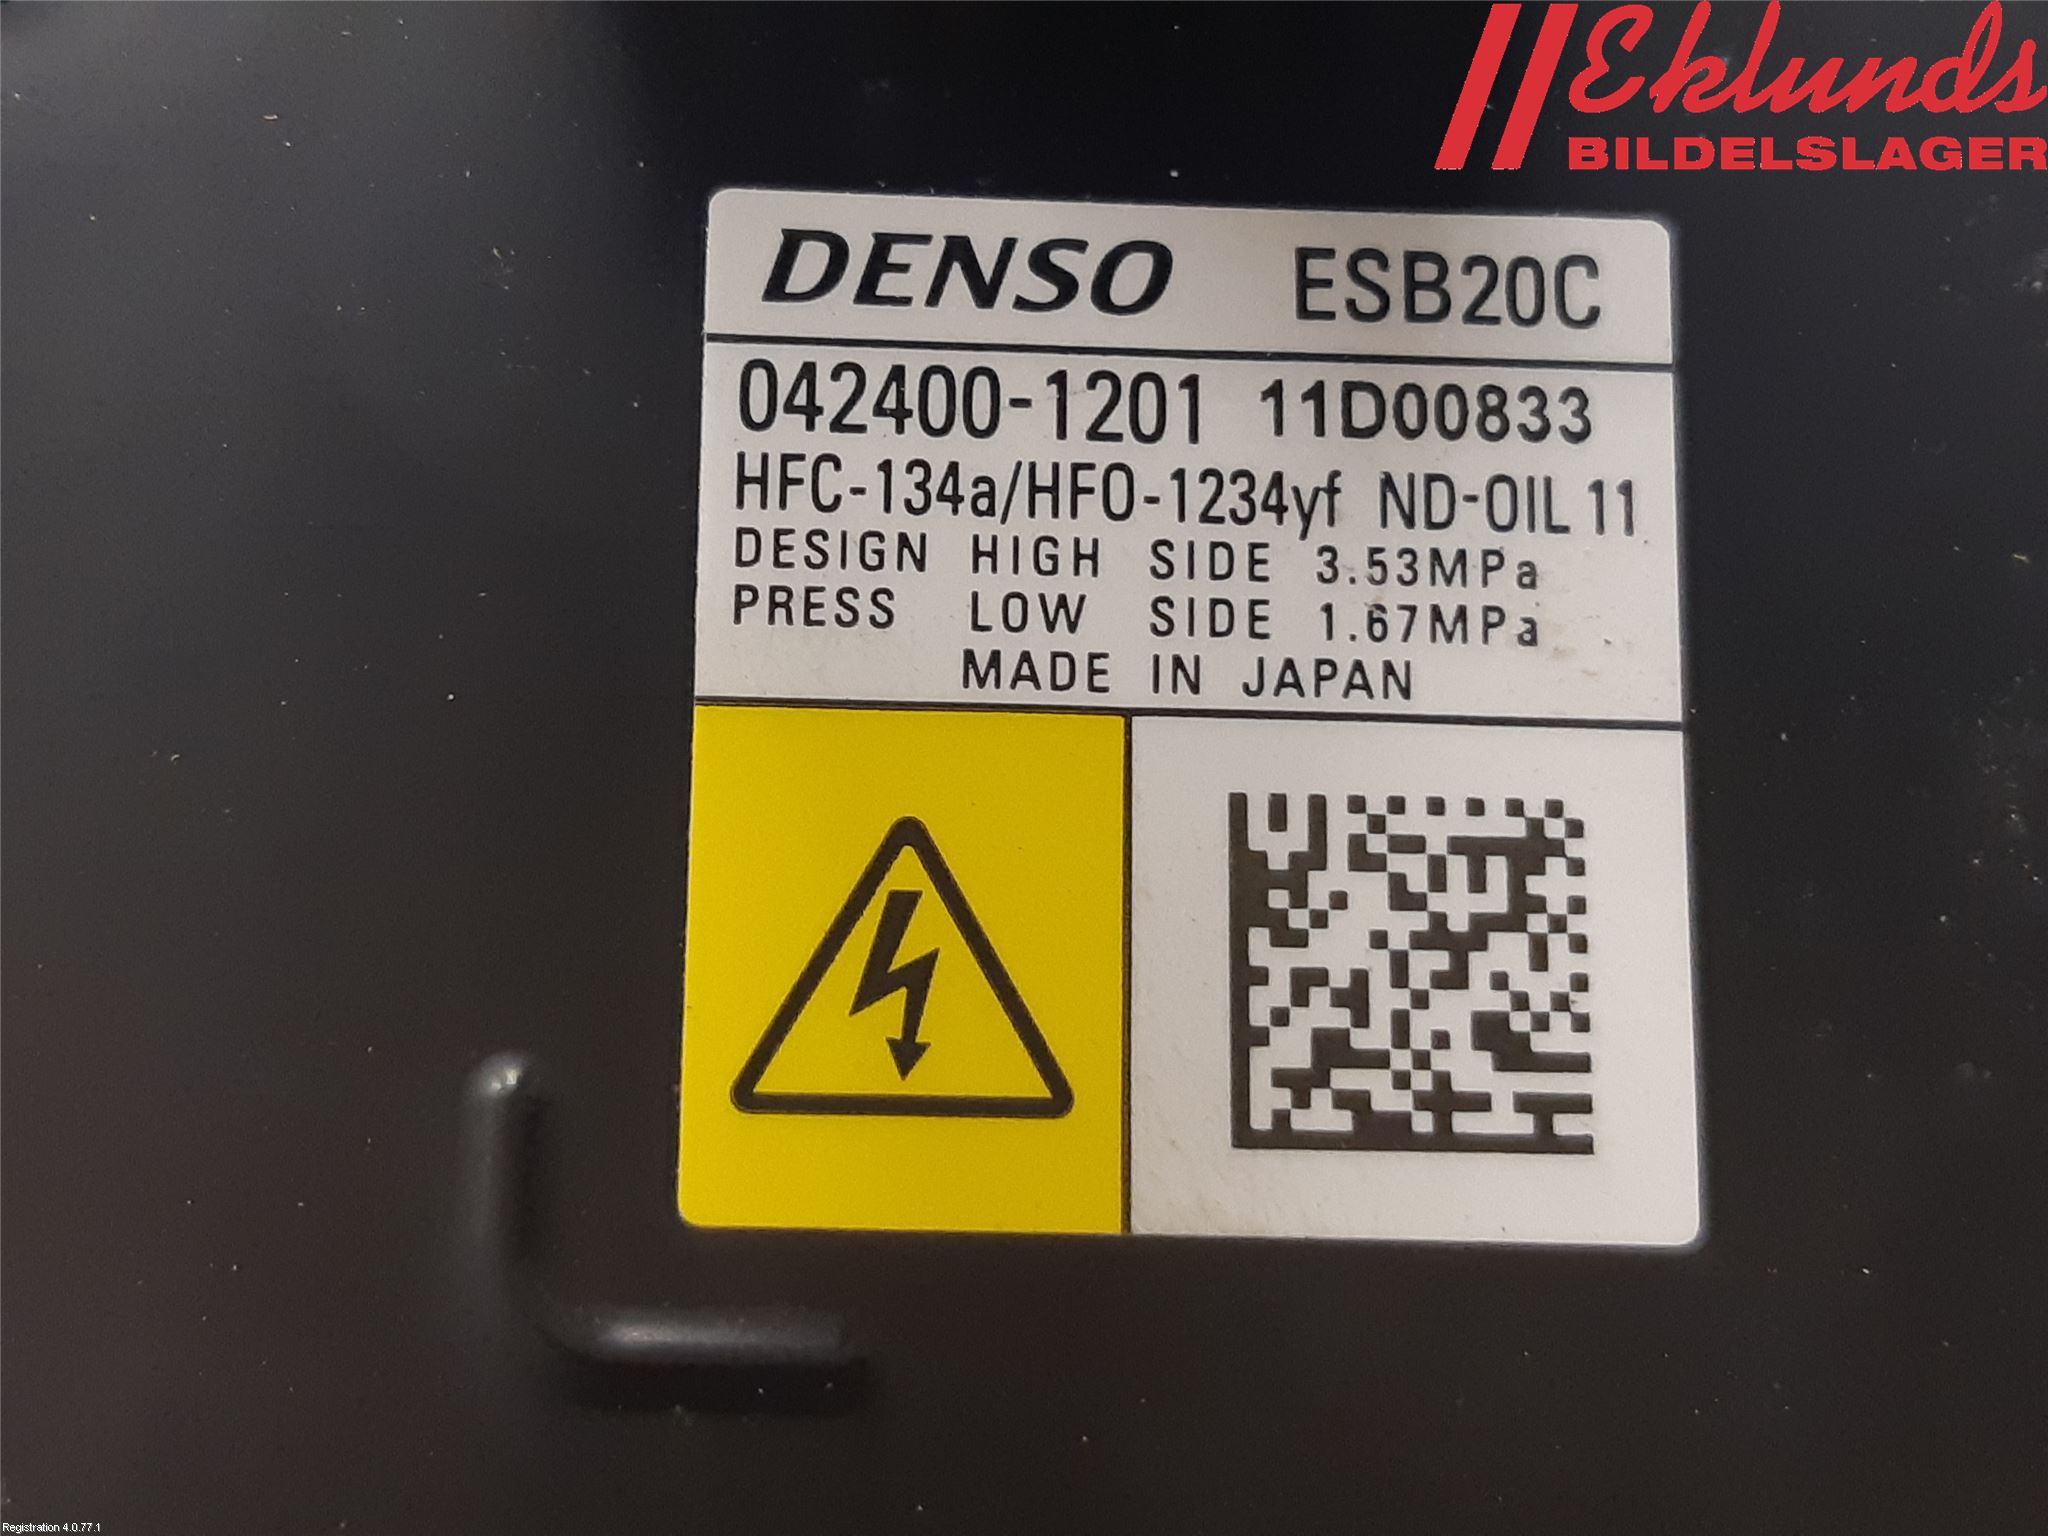 Eklunds
BILDELSLAGER
DENSO ESB20C
042400-1201 11D00833
HFC-134a/HFO-1234yf ND-OIL 11
DESIGN HIGH SIDE 3.53MPa
PRESS LOW SIDE 1.67MPa
MADE IN JAPAN
Registration 4.0.77.1